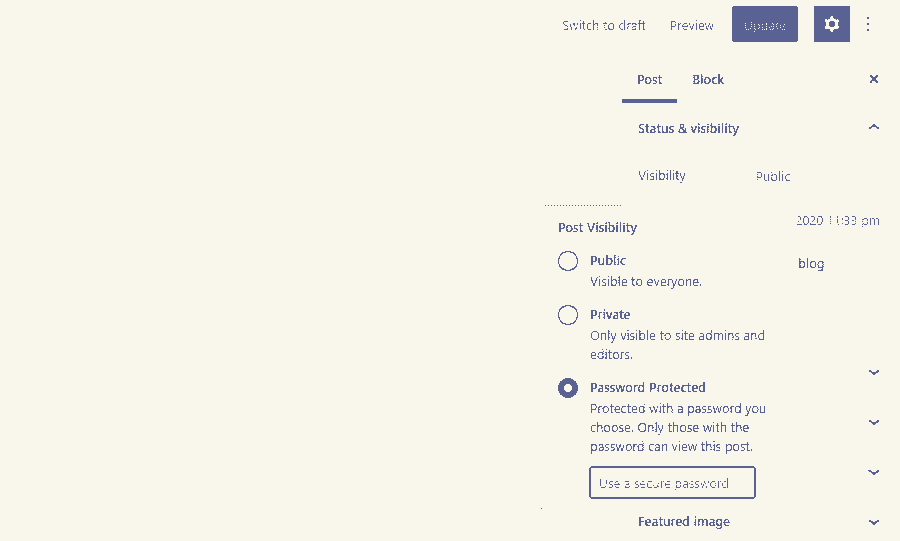 Switch to draft Preview Update
Post Block
Status & visibility
Visibility Public
Post Visibility
2020 11:33 pm
Public
blog
Visible to everyone.
Private
Only visible to site admins and
editors.
Password Protected
Protected with a password you
choose. Only those with the
password can view this post.
Use a secure password
Featured image